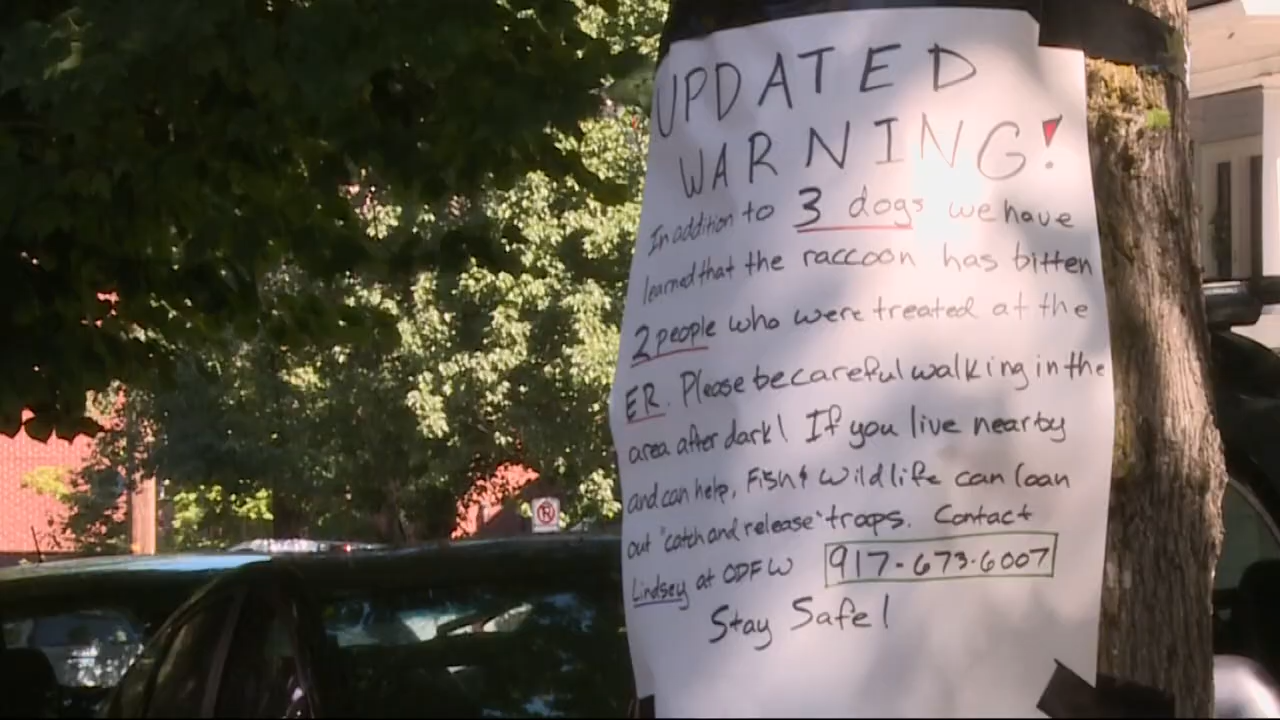 UPDATED
WARNING!
In addition to 3 dogs we have
learned that the raccoon has bitten
2 people who were treated at the
ER. Please be careful walking in the
area after dark! If you live nearby
and can help, Fish & Wildlife can loan
out "catch and release" traps. Contact
Lindsey at ODFW 917-673-6007
Stay Safe!